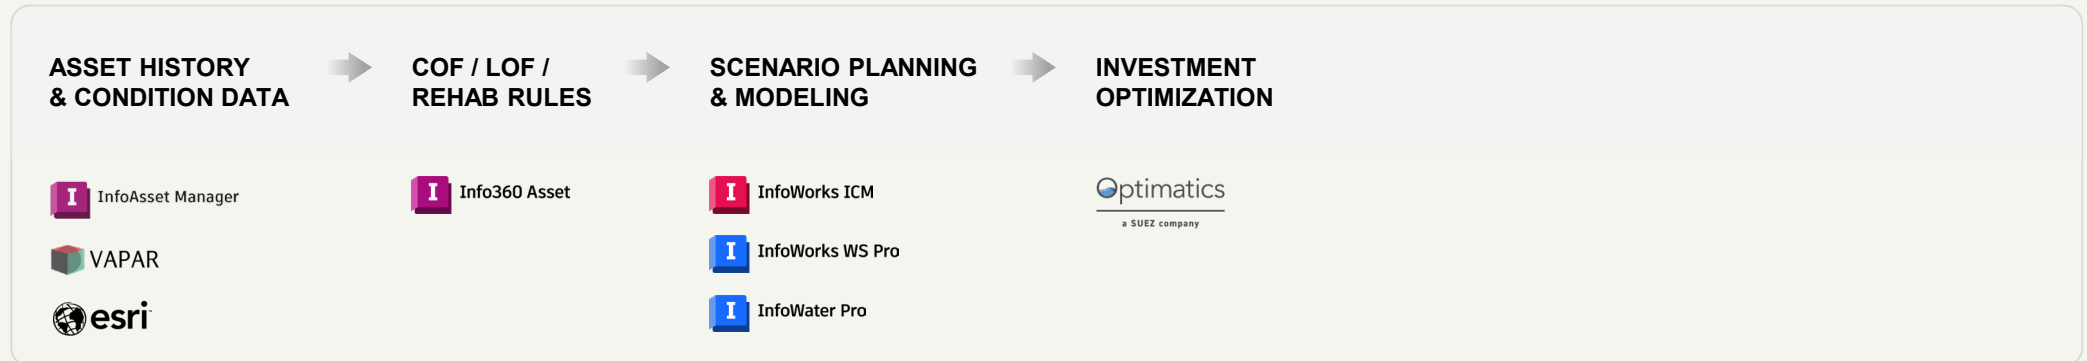 ASSET HISTORY
& CONDITION DATA
COF / LOF /
REHAB RULES
SCENARIO PLANNING
& MODELING
INVESTMENT
OPTIMIZATION
I InfoAsset Manager
VAPAR
esri
I Info360 Asset
I InfoWorks ICM
I InfoWorks WS Pro
I InfoWater Pro
Optimatics
a SUEZ company